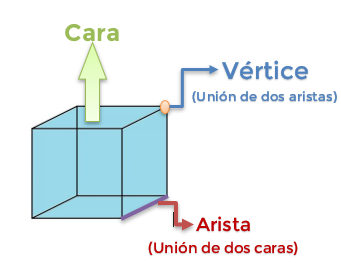 Cara
Vértice
(Unión de dos aristas)
Arista
(Unión de dos caras)